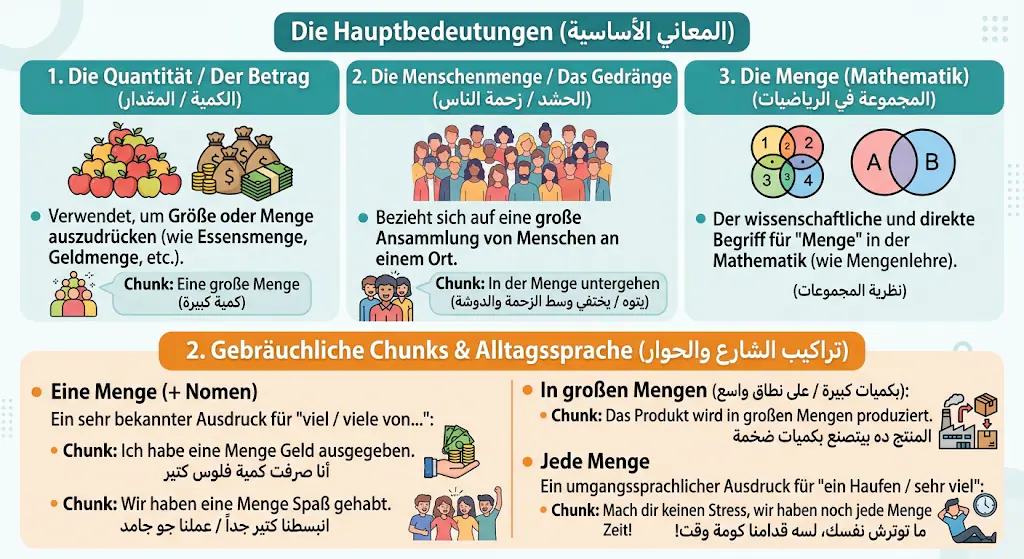 Die Hauptbedeutungen (المعاني الأساسية)
1. Die Quantität / Der Betrag
(الكمية / المقدار)
Verwendet, um Größe oder Menge
auszudrücken (wie Essensmenge,
Geldmenge, etc.).
Chunk: Eine große Menge
(كمية كبيرة)
2. Die Menschenmenge / Das Gedränge
(الحشد / زحمة الناس)
Bezieht sich auf eine große
Ansammlung von Menschen an
einem Ort.
Chunk: In der Menge untergehen
(يتوه / يختفي وسط الزحمة والدوشة)
3. Die Menge (Mathematik)
(المجموعة في الرياضيات)
1 2 2
3 3 4
A B
Der wissenschaftliche und direkte
Begriff für "Menge" in der
Mathematik (wie Mengenlehre).
(نظرية المجموعات)
2. Gebräuchliche Chunks & Alltagssprache (تراكيب الشارع والحوار)
Eine Menge (+ Nomen)
Ein sehr bekannter Ausdruck für "viel / viele von...":
Chunk: Ich habe eine Menge Geld ausgegeben.
أنا صرفت كمية فلوس كتير
Chunk: Wir haben eine Menge Spaß gehabt.
انبسطنا كتير جداً / عملنا جو جامد
In großen Mengen (بكميات كبيرة / على نطاق واسع):
Chunk: Das Produkt wird in großen Mengen produziert.
المنتج ده بيتصنع بكميات ضخمة
Jede Menge
Ein umgangssprachlicher Ausdruck für "ein Haufen / sehr viel":
Chunk: Mach dir keinen Stress, wir haben noch jede Menge
Zeit!
ما توترش نفسك، لسه قدامنا كومة وقت!